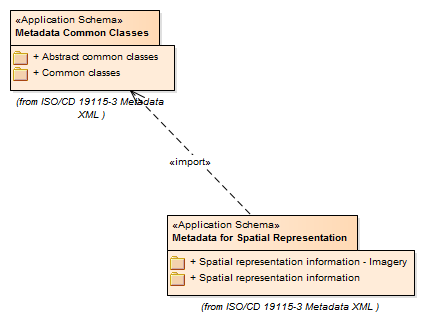 «Application Schema»
Metadata Common Classes
+ Abstract common classes
+ Common classes
(from ISO/CD 19115-3 Metadata
XML )
«import»
«Application Schema»
Metadata for Spatial Representation
+ Spatial representation information - Imagery
+ Spatial representation information
(from ISO/CD 19115-3 Metadata XML )